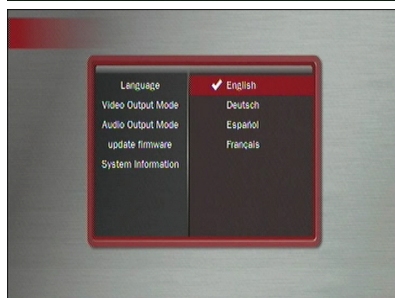 Language
Video Output Mode
Audio Output Mode
update firmware
System Information
English
Deutsch
Español
Français